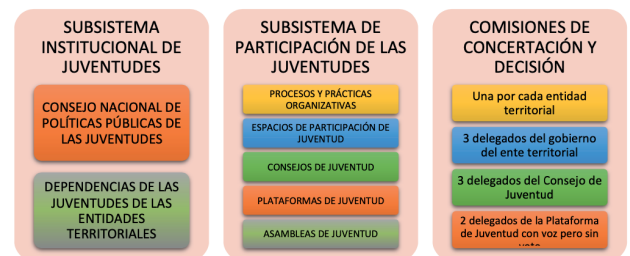 SUBSISTEMA
INSTITUCIONAL DE
JUVENTUDES
CONSEJO NACIONAL DE
POLÍTICAS PÚBLICAS DE
LAS JUVENTUDES
DEPENDENCIAS DE LAS
JUVENTUDES DE LAS
ENTIDADES
TERRITORIALES
SUBSISTEMA DE
PARTICIPACIÓN DE LAS
JUVENTUDES
PROCESOS Y PRÁCTICAS
ORGANIZATIVAS
ESPACIOS DE PARTICIPACIÓN DE
JUVENTUD
CONSEJOS DE JUVENTUD
PLATAFORMAS DE JUVENTUD
ASAMBLEAS DE JUVENTUD
COMISIONES DE
CONCERTACIÓN Y
DECISIÓN
Una por cada entidad
territorial
3 delegados del gobierno
del ente territorial
3 delegados del Consejo de
Juventud
2 delegados de la Plataforma
de Juventud con voz pero sin